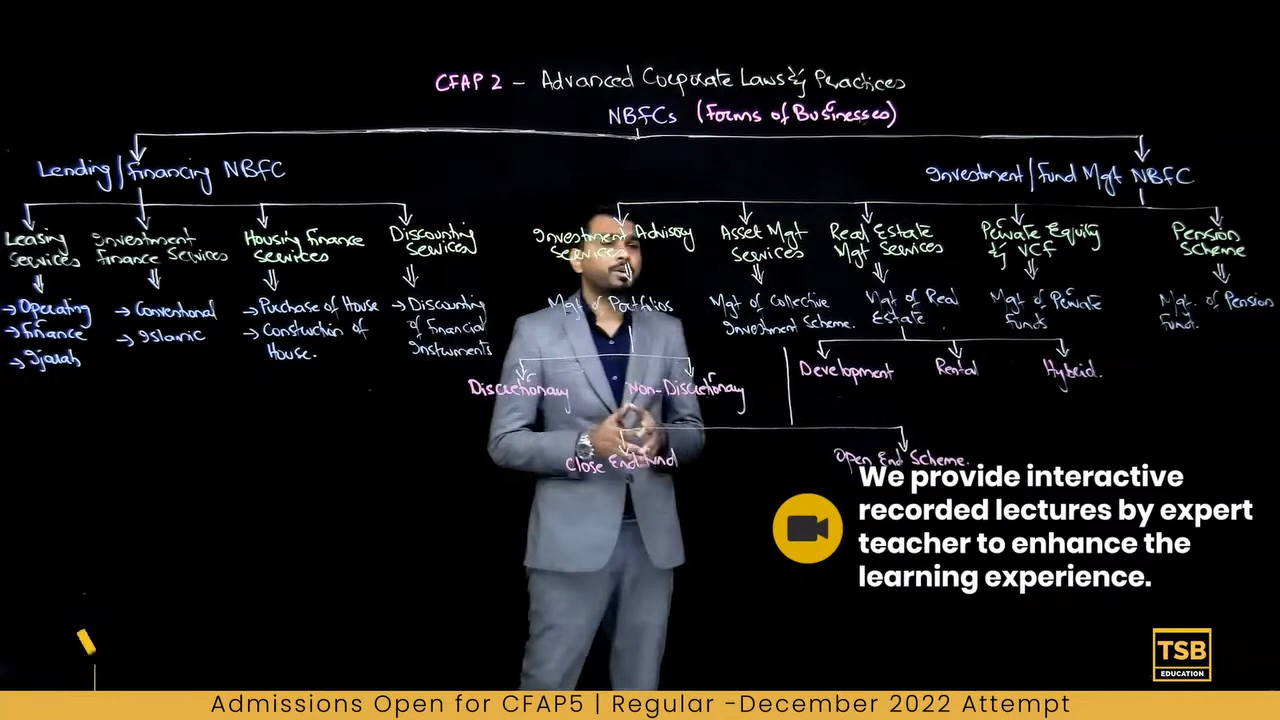 CFAP 2 - Advanced Corporate Laws & Practices
NBFCs (Forms of Businesses)
Lending/Financing NBFC
Investment/Fund Mgt NBFC
Leasing Services
Investment Finance Services
Housing Finance Services
Discounting Services
Investment Advisory Services
Asset Mgt Services
Real Estate Mgt Services
Private Equity & VCF
Pension Scheme
→ Operating
→ Finance
→ Ijarah
→ Conventional
→ Islamic
→ Purchase of House
→ Construction of House.
→ Discounting of Financial Instruments
Mgt of Portfolios
Mgt of Collective Investment Scheme.
Mgt of Real Estate
Mgt of Private Funds
Mgt. of Pension Fund.
Discretionary
Non-Discretionary
Development
Rental
Hybrid.
Close End Fund
Open End Scheme.
We provide interactive
recorded lectures by expert
teacher to enhance the
learning experience.
TSB
EDUCATION
Admissions Open for CFAP5 | Regular -December 2022 Attempt